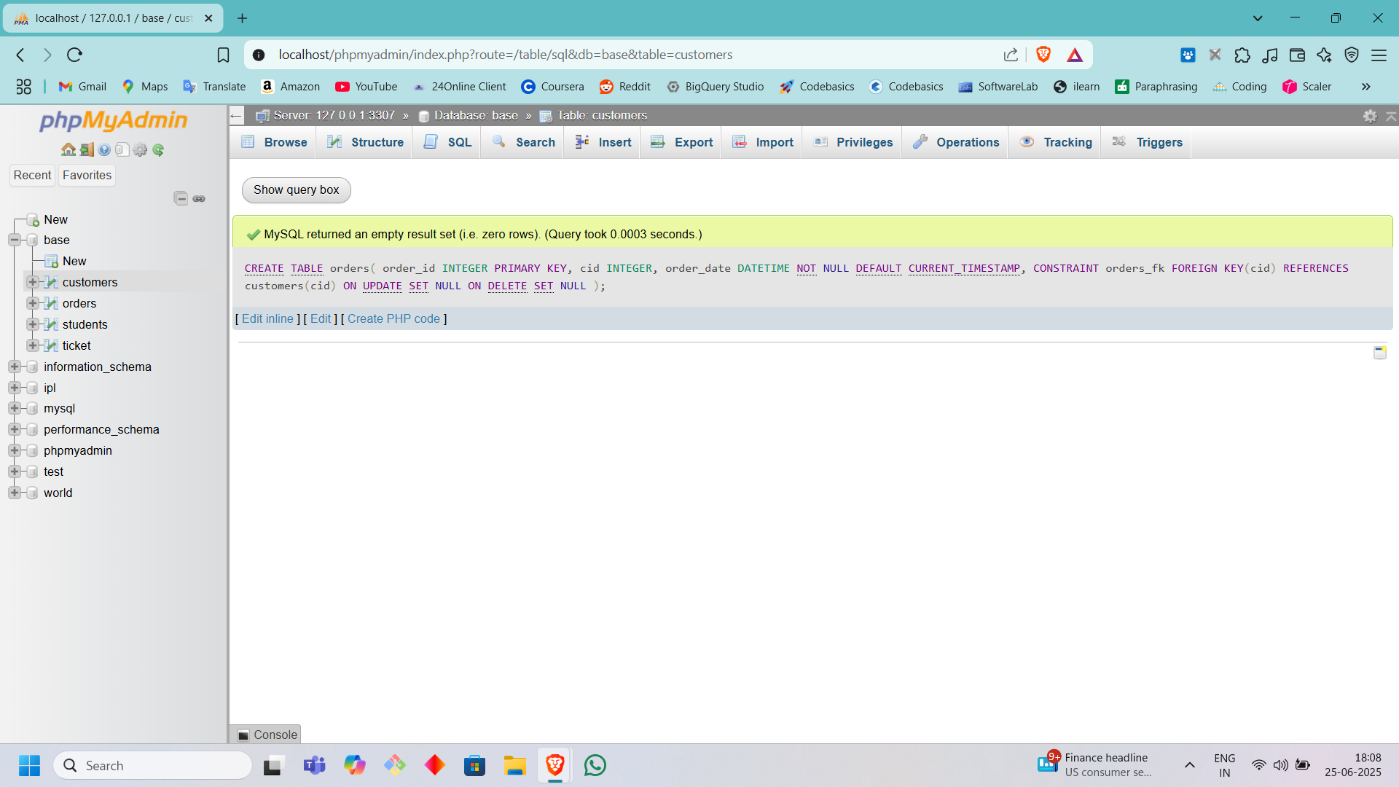 localhost / 127.0.0.1 / base / cust
localhost/phpmyadmin/index.php?route=/table/sql&db=base&table=customers
Gmail Maps Translate Amazon YouTube 24Online Client Coursera Reddit BigQuery Studio Codebasics Codebasics SoftwareLab ilearn Paraphrasing Coding Scaler »
phpMyAdmin
Recent Favorites
New
base
New
customers
orders
students
ticket
information_schema
ipl
mysql
performance_schema
phpmyadmin
test
world
Server: 127.0.0.1:3307 » Database: base » Table: customers
Browse Structure SQL Search Insert Export Import Privileges Operations Tracking Triggers
Show query box
MySQL returned an empty result set (i.e. zero rows). (Query took 0.0003 seconds.)
CREATE TABLE orders( order_id INTEGER PRIMARY KEY, cid INTEGER, order_date DATETIME NOT NULL DEFAULT CURRENT_TIMESTAMP, CONSTRAINT orders_fk FOREIGN KEY(cid) REFERENCES
customers(cid) ON UPDATE SET NULL ON DELETE SET NULL );
[ Edit inline ] [ Edit ] [ Create PHP code ]
Console
Search
9+
Finance headline
US consumer se...
ENG
IN
18:08
25-06-2025